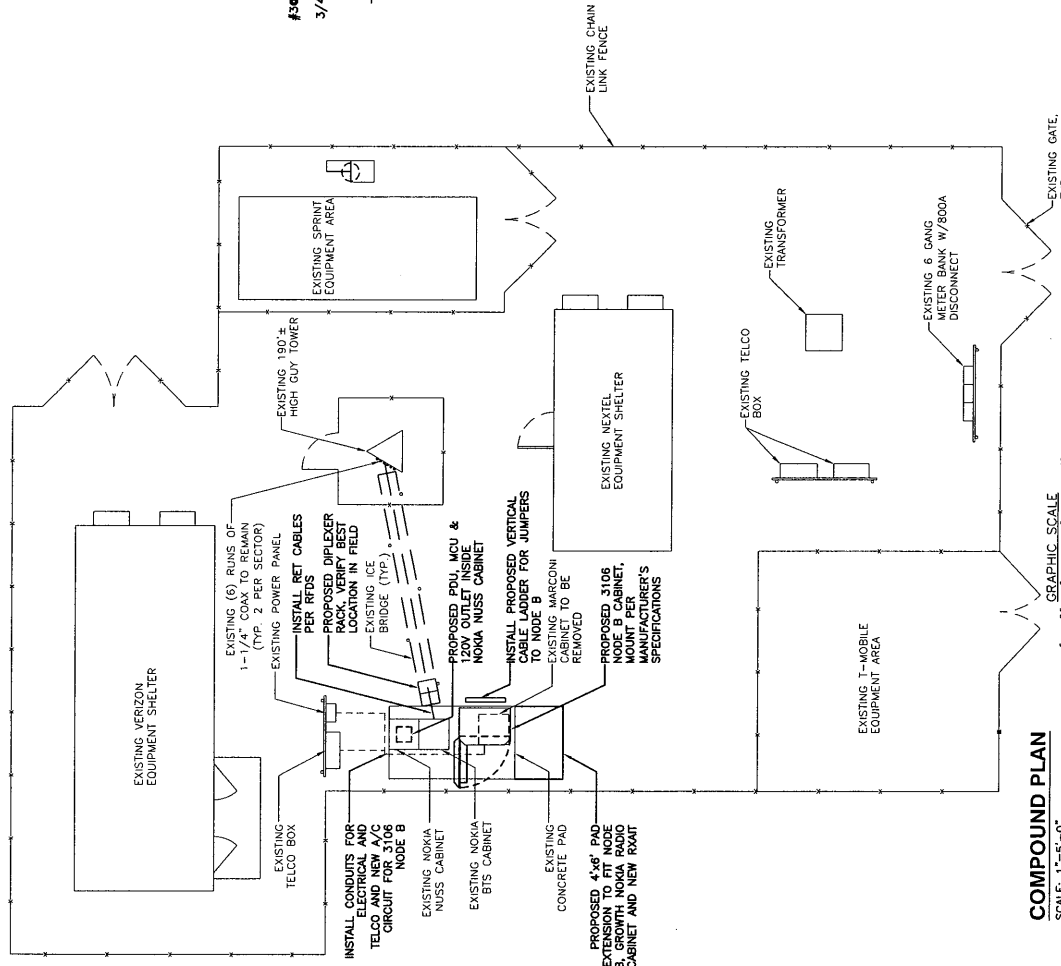 #36
3/4
EXISTING CHAIN
LINK FENCE
EXISTING SPRINT
EQUIPMENT AREA
EXISTING 190'±
HIGH GUY TOWER
EXISTING TRANSFORMER
EXISTING 6 GANG
METER BANK W/800A
DISCONNECT
EXISTING GATE,
EXISTING NEXTEL
EQUIPMENT SHELTER
EXISTING TELCO
BOX
EXISTING VERIZON
EQUIPMENT SHELTER
EXISTING (6) RUNS OF
1-1/4" COAX TO REMAIN
(TYP. 2 PER SECTOR)
EXISTING POWER PANEL
INSTALL RET CABLES
PER RFDS
PROPOSED DIPLEXER
RACK, VERIFY BEST
LOCATION IN FIELD
EXISTING ICE
BRIDGE (TYP.)
PROPOSED PDU, MCU &
120V OUTLET INSIDE
NOKIA NUSS CABINET
INSTALL PROPOSED VERTICAL
CABLE LADDER FOR JUMPERS
TO NODE B
EXISTING MARCONI
CABINET TO BE
REMOVED
PROPOSED 3106
NODE B CABINET,
MOUNT PER
MANUFACTURER'S
SPECIFICATIONS
EXISTING T-MOBILE
EQUIPMENT AREA
EXISTING
TELCO BOX
INSTALL CONDUITS FOR
ELECTRICAL AND
TELCO AND NEW A/C
CIRCUIT FOR 3106
NODE B
EXISTING NOKIA
NUSS CABINET
EXISTING NOKIA
BTS CABINET
EXISTING
CONCRETE PAD
PROPOSED 4'x6' PAD
EXTENSION TO FIT NODE
B, GROWTH NOKIA RADIO
CABINET AND NEW RXAIT
GRAPHIC SCALE
COMPOUND PLAN
SCALE: 1"=5'-0"